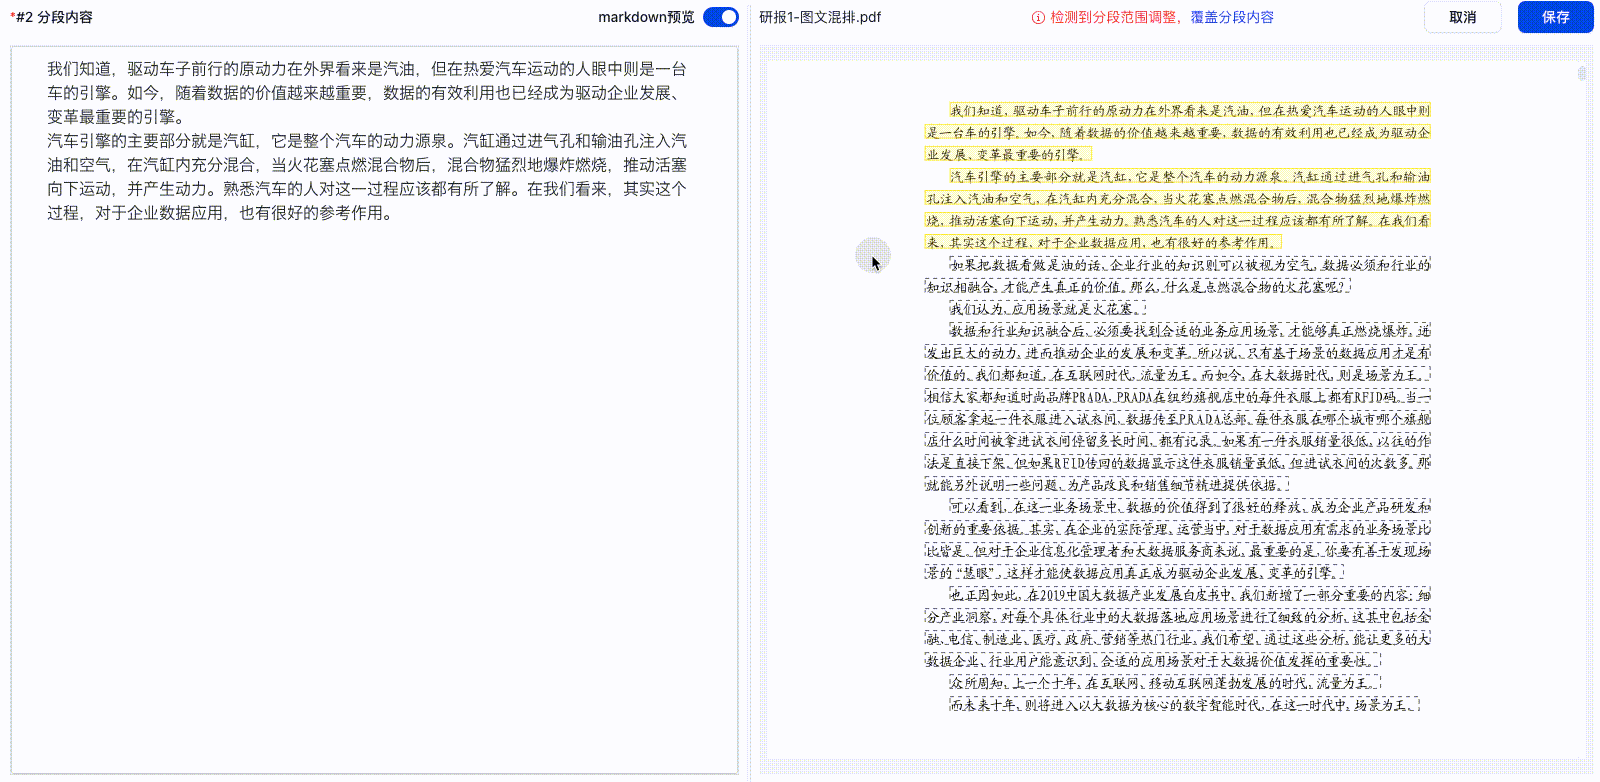 *#2 分段内容
markdown预览
我们知道，驱动车子前行的原动力在外界看来是汽油，但在热爱汽车运动的人眼中则是一台
车的引擎。如今，随着数据的价值越来越重要，数据的有效利用也已经成为驱动企业发展、
变革最重要的引擎。
汽车引擎的主要部分就是汽缸，它是整个汽车的动力源泉。汽缸通过进气孔和输油孔注入汽
油和空气，在汽缸内充分混合，当火花塞点燃混合物后，混合物猛烈地爆炸燃烧，推动活塞
向下运动，并产生动力。熟悉汽车的人对这一过程应该都有所了解。在我们看来，其实这个
过程，对于企业数据应用，也有很好的参考作用。
研报1-图文混排.pdf
检测到分段范围调整，覆盖分段内容
取消
保存
我们知道，驱动车子前行的原动力在外界看来是汽油，但在热爱汽车运动的人眼中则
是一台车的引擎。如今，随着数据的价值越来越重要，数据的有效利用也已经成为驱动企
业发展、变革最重要的引擎。
汽车引擎的主要部分就是汽缸，它是整个汽车的动力源泉。汽缸通过进气孔和输油
孔注入汽油和空气，在汽缸内充分混合，当火花塞点燃混合物后，混合物猛烈地爆炸燃
烧，推动活塞向下运动，并产生动力。熟悉汽车的人对这一过程应该都有所了解。在我们看
来，其实这个过程，对于企业数据应用，也有很好的参考作用。
如果把数据看做是油的话，企业行业的知识则可以被视为空气，数据必须和行业的
知识相融合，才能产生真正的价值。那么，什么是点燃混合物的火花塞呢？
我们认为，应用场景就是火花塞。
数据和行业知识融合后，必须要找到合适的业务应用场景，才能够真正燃烧爆炸，迸
发出巨大的动力，进而推动企业的发展和变革。所以说，只有基于场景的数据应用才是有
价值的。我们都知道，在互联网时代，流量为王。而如今，在大数据时代，则是场景为王。
相信大家都知道时尚品牌PRADA，PRADA在纽约旗舰店中的每件衣服上都有RFID码。当一
位顾客拿起一件衣服进入试衣间，数据传至PRADA总部。每件衣服在哪个城市哪个旗舰
店什么时间被拿进试衣间停留多长时间，都有记录。如果有一件衣服销量很低，以往的作
法是直接下架。但如果RFID传回的数据显示这件衣服销量虽低，但进试衣间的次数多。那
就能另外说明一些问题，为产品改良和销售细节精进提供依据。
可以看到，在这一业务场景中，数据的价值得到了很好的释放，成为企业产品研发和
创新的重要依据。其实，在企业的实际管理、运营当中，对于数据应用有需求的业务场景比
比皆是。但对于企业信息化管理者和大数据服务商来说，最重要的是，你要有善于发现场
景的“慧眼”，这样才能使数据应用真正成为驱动企业发展、变革的引擎。
也正因如此，在2019中国大数据产业发展白皮书中，我们新增了一部分重要的内容：细
分产业洞察，对每个具体行业中的大数据落地应用场景进行了细致的分析，这其中包括金
融、电信、制造业、医疗、政府、营销等热门行业，我们希望，通过这些分析，能让更多的大
数据企业、行业用户能意识到，合适的应用场景对于大数据价值发挥的重要性。
众所周知，上一个十年，在互联网、移动互联网蓬勃发展的时代，流量为王。
而未来十年，则将进入以大数据为核心的数字智能时代，在这一时代中，场景为王。